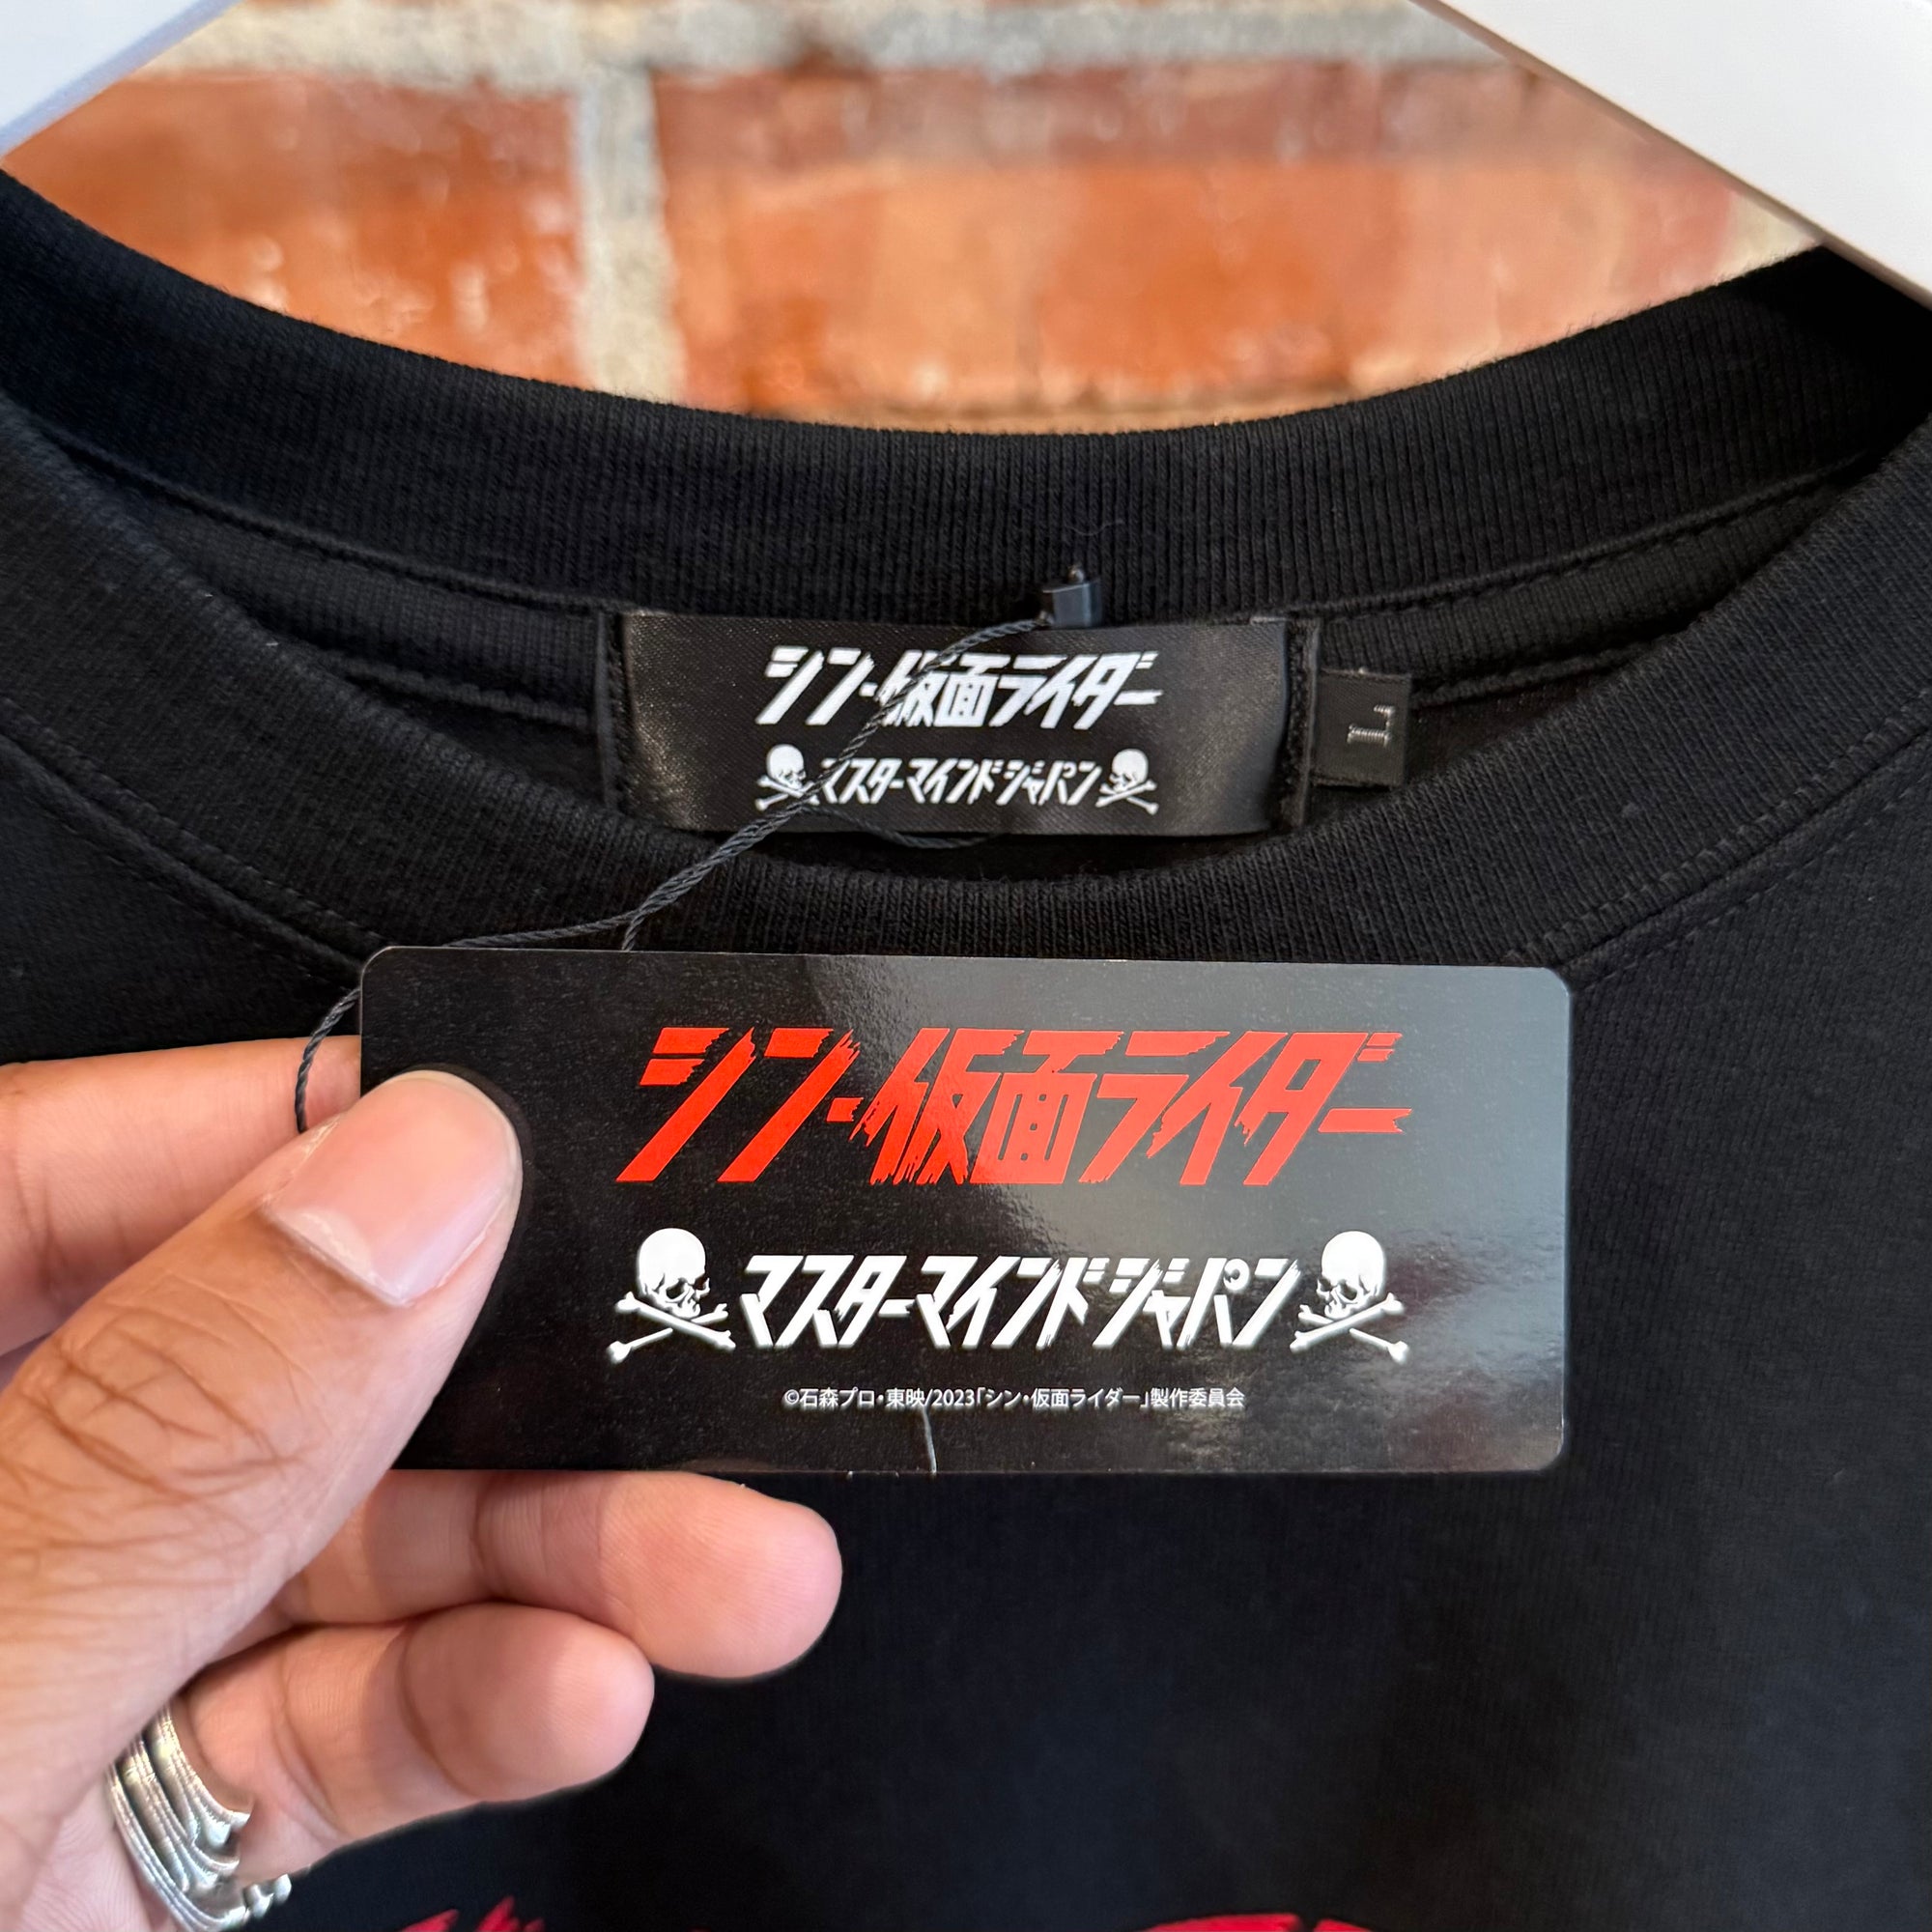 シン・仮面ライダー
マスターマインドジャパン
L
シン・仮面ライダー
マスターマインドジャパン
©石森プロ・東映/2023「シン・仮面ライダー」製作委員会